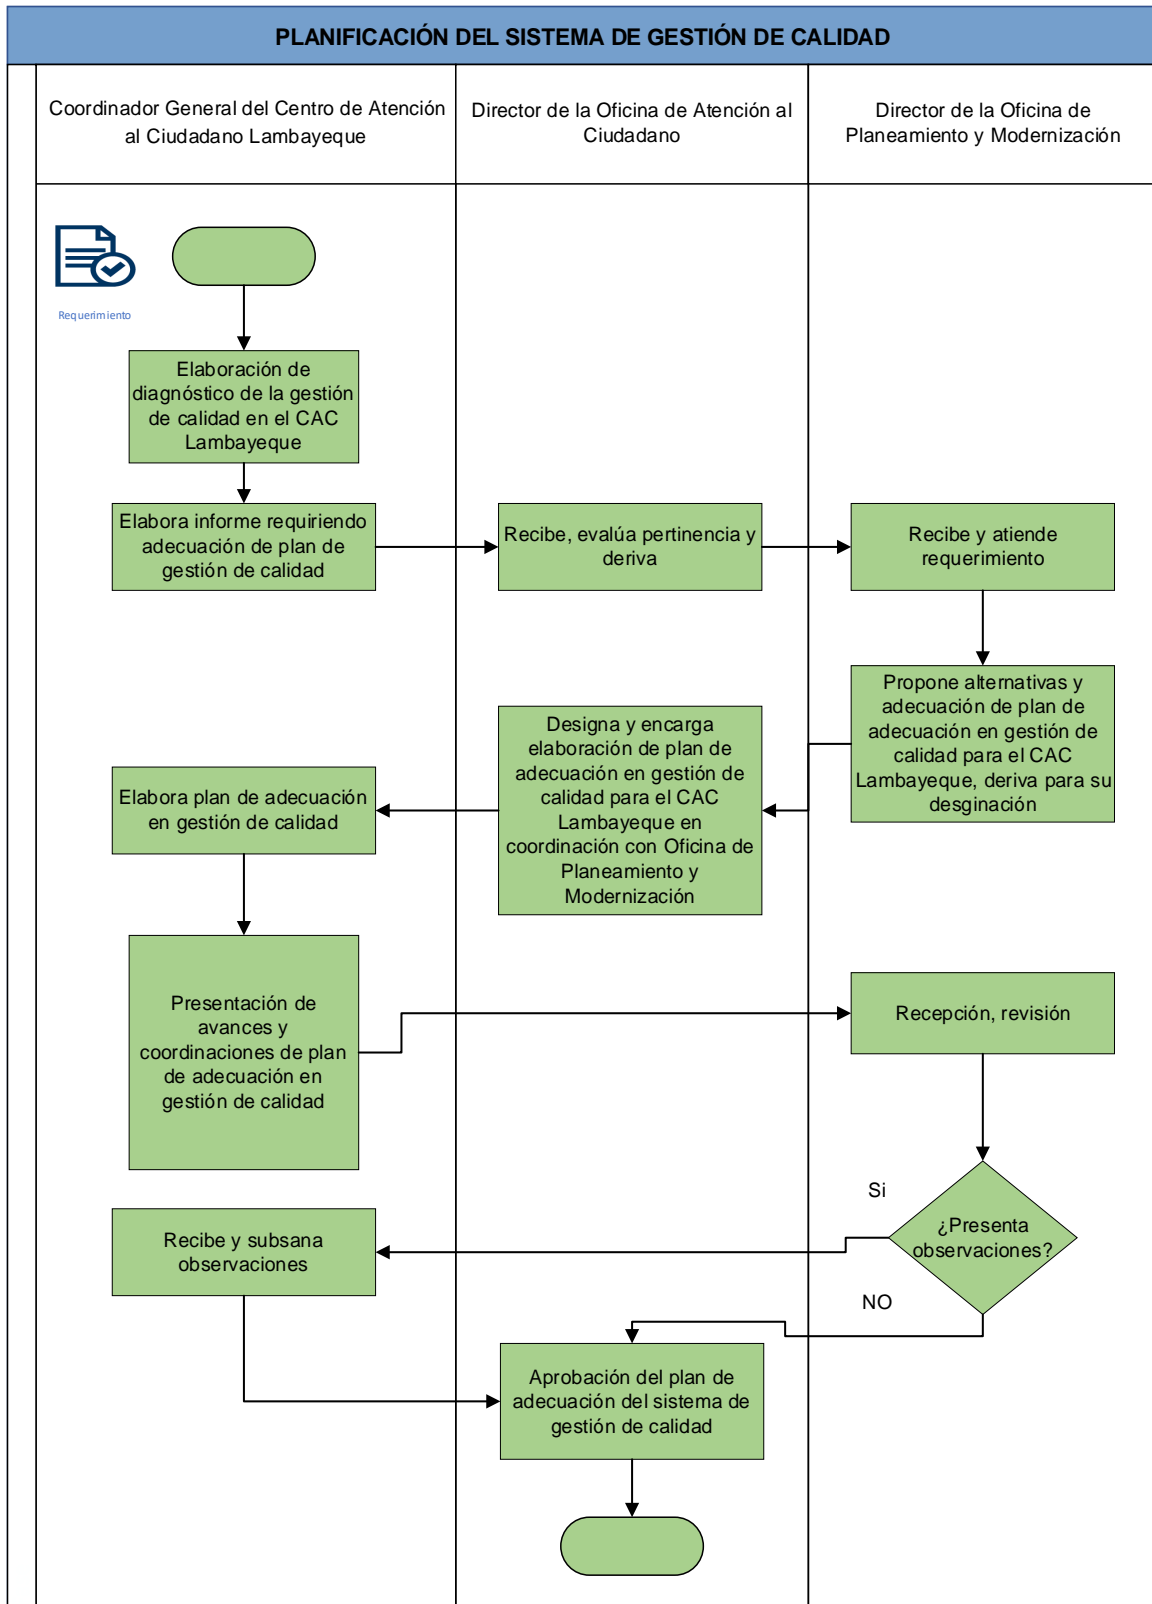 PLANIFICACIÓN DEL SISTEMA DE GESTIÓN DE CALIDAD
Coordinador General del Centro de Atención
al Ciudadano Lambayeque
Director de la Oficina de Atención al
Ciudadano
Director de la Oficina de
Planeamiento y Modernización
Requerimiento
Elaboración de
diagnóstico de la gestión
de calidad en el CAC
Lambayeque
Elabora informe requiriendo
adecuación de plan de
gestión de calidad
Recibe, evalúa pertinencia y
deriva
Recibe y atiende
requerimiento
Propone alternativas y
adecuación de plan de
adecuación en gestión de
calidad para el CAC
Lambayeque, deriva para su
desginación
Designa y encarga
elaboración de plan de
adecuación en gestión de
calidad para el CAC
Lambayeque en
coordinación con Oficina de
Planeamiento y
Modernización
Elabora plan de adecuación
en gestión de calidad
Presentación de
avances y
coordinaciones de plan
de adecuación en
gestión de calidad
Recepción, revisión
¿Presenta
observaciones?
Si
Recibe y subsana
observaciones
NO
Aprobación del plan de
adecuación del sistema de
gestión de calidad